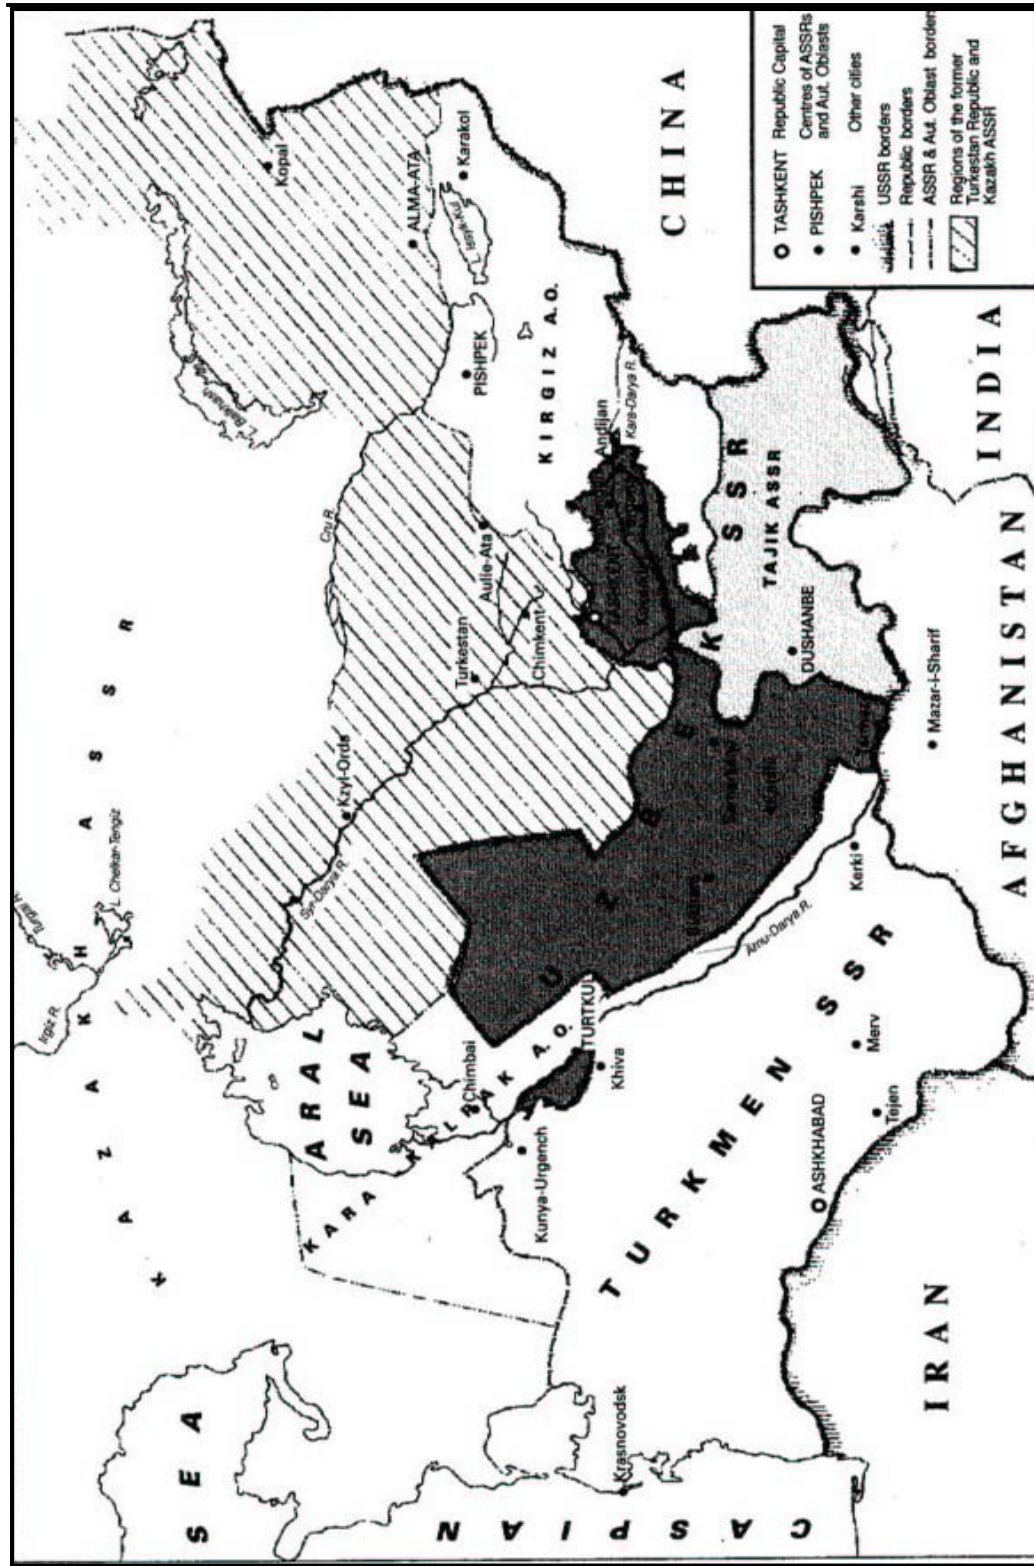 TASHKENT Republic Capital
PISHPEK Centres of ASSRs
and Aut. Oblasts
Karshi Other cities
USSR borders
Republic borders
ASSR & Aut. Oblast borders
Regions of the former
Turkestan Republic and
Kazakh ASSR
CHINA
INDIA
AFGHANISTAN
IRAN
CASPIAN
SEA
ARAL
SEA
KAZAKH ASSR
KIRGIZ A.O.
KARA KALPAK A.O.
UZBEK SSR
TAJIK ASSR
TURKMEN SSR
Kopal
ALMA-ATA
Karakol
L. Issyk-Kul
PISHPEK
Balkhash
Cru R.
Aulie-Ata
Turkestan
Chimkent
Kzyl-Orda
Syr-Darya R.
L. Chelkar-Tengiz
Irgiz R.
Andijan
Kara-Darya R.
DUSHANBE
Mazar-i-Sharif
Kerki
Amu-Darya R.
TURTKUL
Khiva
Chimbai
Kunya-Urgench
Merv
Tejen
ASHKHABAD
Krasnovodsk